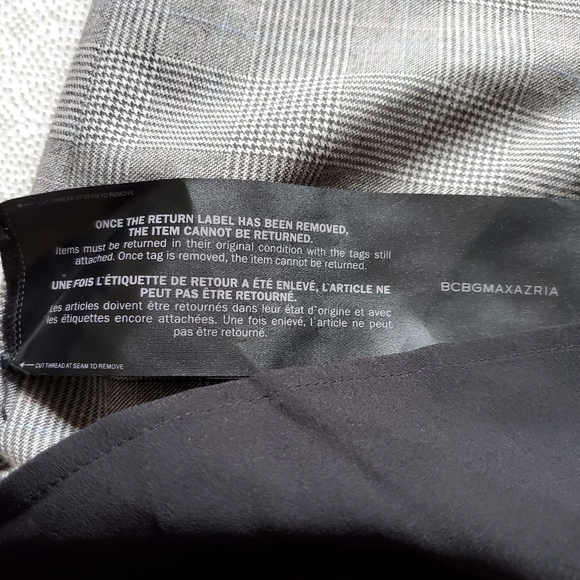 CUT THREAD AT SEAM TO REMOVE
ONCE THE RETURN LABEL HAS BEEN REMOVED,
THE ITEM CANNOT BE RETURNED.
Items must be returned in their original condition with the tags still
attached. Once tag is removed, the item cannot be returned.
UNE FOIS L'ÉTIQUETTE DE RETOUR A ÉTÉ ENLEVÉ, L'ARTICLE NE
PEUT PAS ÊTRE RETOURNÉ.
Les articles doivent être retournés dans leur état d'origine et avec
les étiquettes encore attachées. Une fois enlevé, l'article ne peut
pas être retourné.
BCBGMAXAZRIA
CUT THREAD AT SEAM TO REMOVE